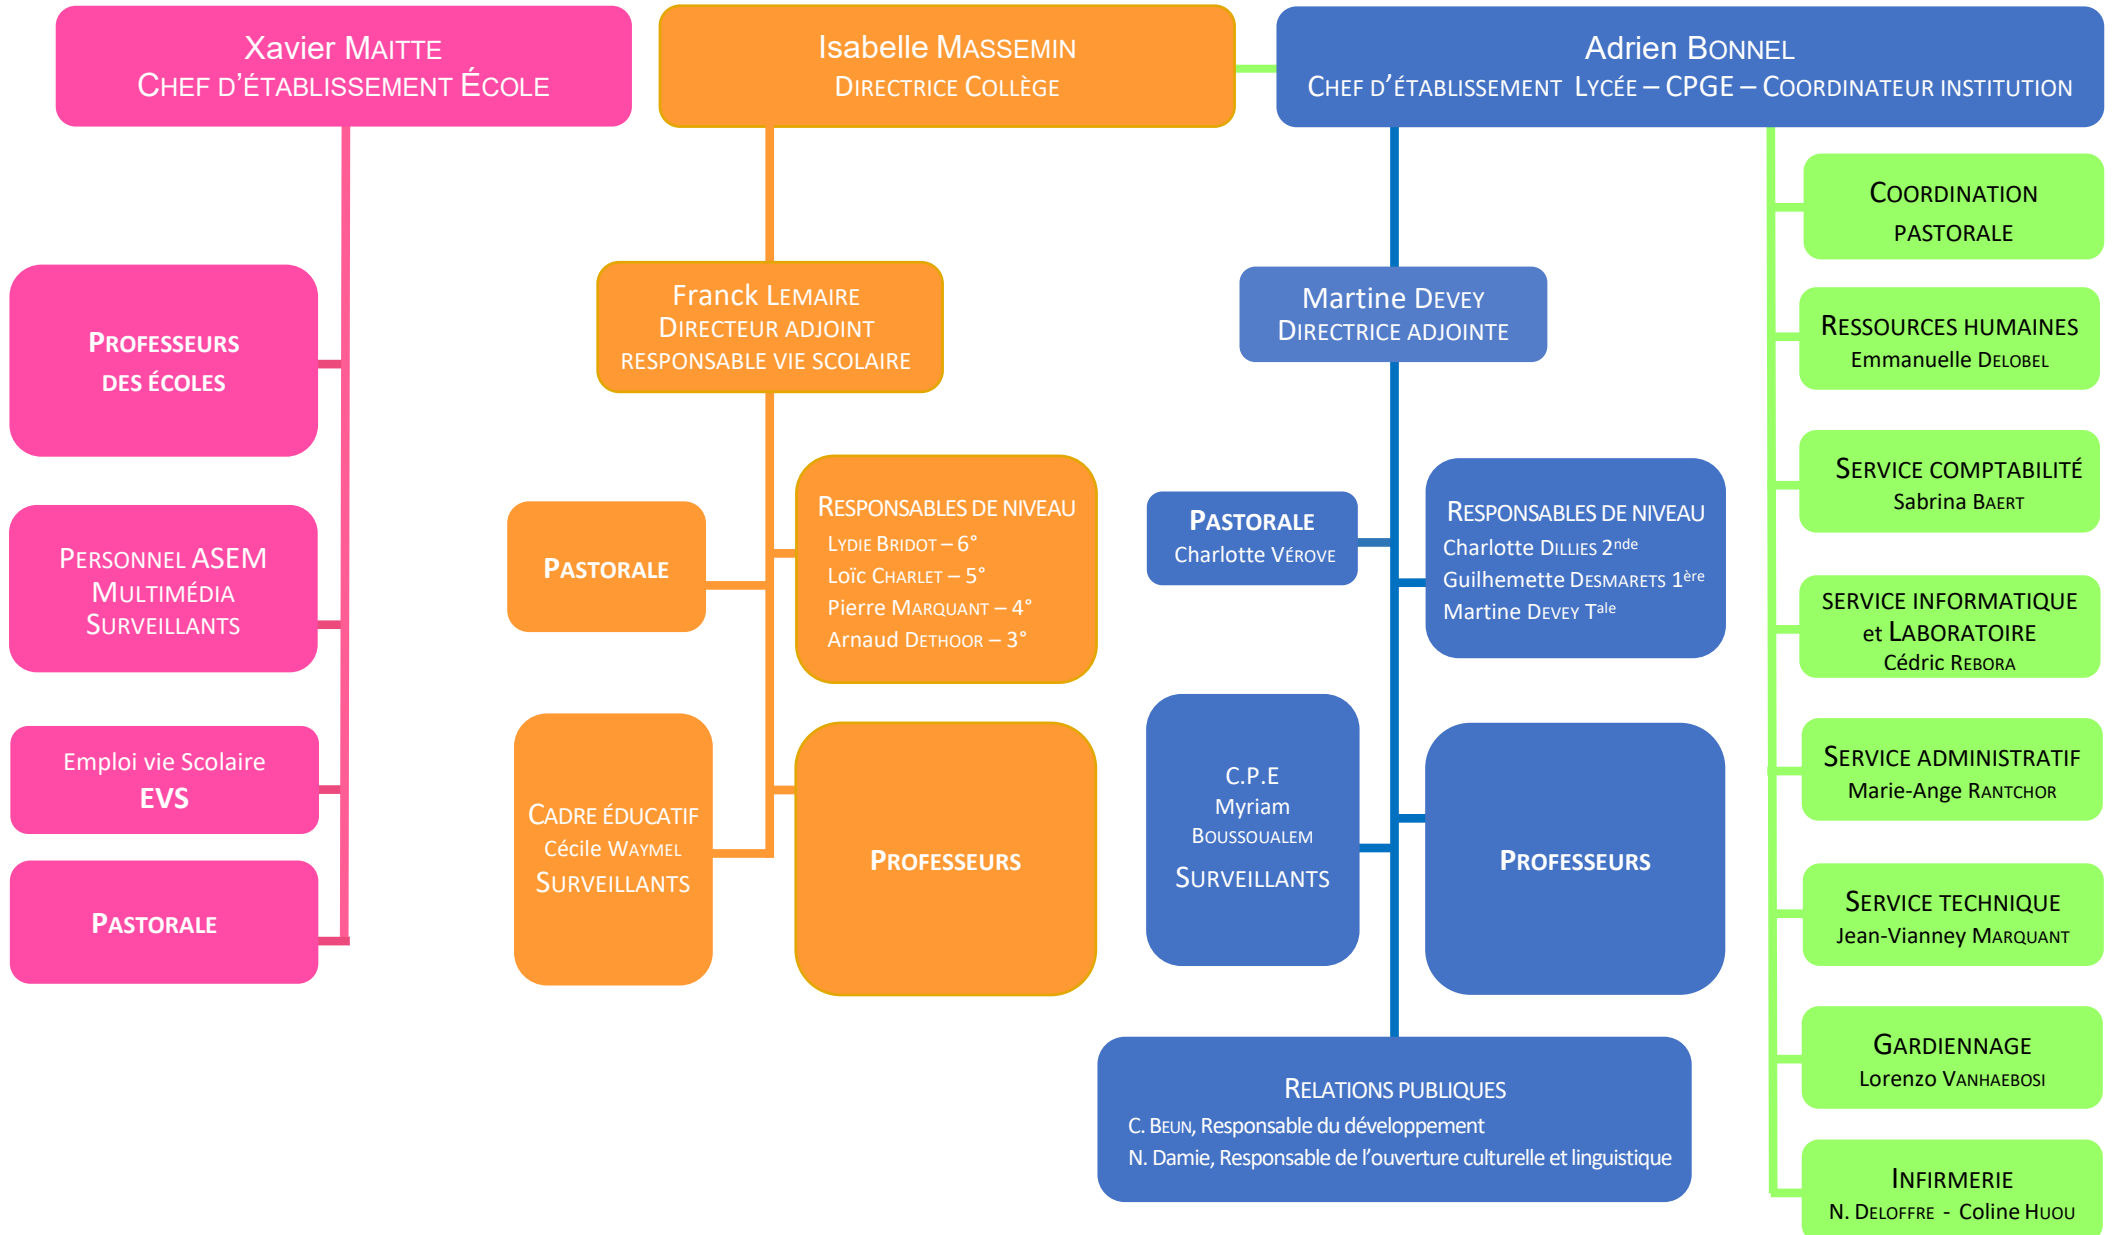 Xavier MAITTE
CHEF D'ÉTABLISSEMENT ÉCOLE
PROFESSEURS
DES ÉCOLES
PERSONNEL ASEM
MULTIMÉDIA
SURVEILLANTS
Emploi vie Scolaire
EVS
PASTORALE
Isabelle MASSEMIN
DIRECTRICE COLLÈGE
Franck LEMAIRE
DIRECTEUR ADJOINT
RESPONSABLE VIE SCOLAIRE
PASTORALE
RESPONSABLES DE NIVEAU
LYDIE BRIDOT – 6°
Loïc CHARLET – 5°
Pierre MARQUANT – 4°
Arnaud DETHOOR – 3°
CADRE ÉDUCATIF
Cécile WAYMEL
SURVEILLANTS
PROFESSEURS
Adrien BONNEL
CHEF D'ÉTABLISSEMENT LYCÉE – CPGE – COORDINATEUR INSTITUTION
Martine DEVEY
DIRECTRICE ADJOINTE
PASTORALE
Charlotte VÉROVE
RESPONSABLES DE NIVEAU
Charlotte DILLIES 2nde
Guilhemette DESMARETS 1ère
Martine DEVEY Tale
C.P.E
Myriam
BOUSSOUALEM
SURVEILLANTS
PROFESSEURS
RELATIONS PUBLIQUES
C. BEUN, Responsable du développement
N. Damie, Responsable de l'ouverture culturelle et linguistique
COORDINATION
PASTORALE
RESSOURCES HUMAINES
Emmanuelle DELOBEL
SERVICE COMPTABILITÉ
Sabrina BAERT
SERVICE INFORMATIQUE
et LABORATOIRE
Cédric REBORA
SERVICE ADMINISTRATIF
Marie-Ange RANTCHOR
SERVICE TECHNIQUE
Jean-Vianney MARQUANT
GARDIENNAGE
Lorenzo VANHAEBOSI
INFIRMERIE
N. DELOFFRE - Coline HUOU